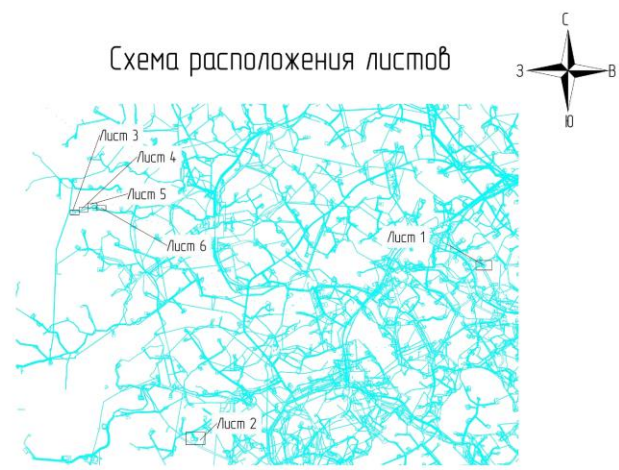 С
Схема расположения листов
З
В
Ю
Лист 3
Лист 4
Лист 5
Лист 6
Лист 1
Лист 2